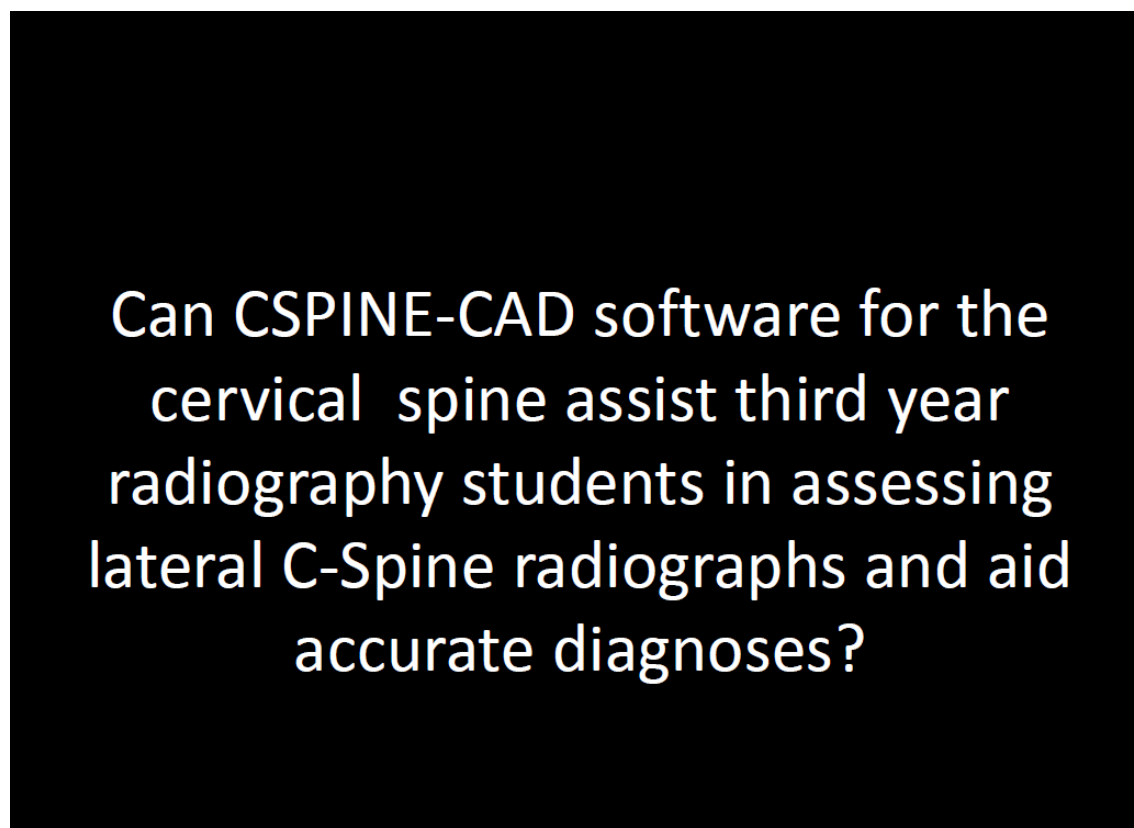 Can CSPINE-CAD software for the
cervical  spine assist third year
radiography students in assessing
lateral C-Spine radiographs and aid
accurate diagnoses?